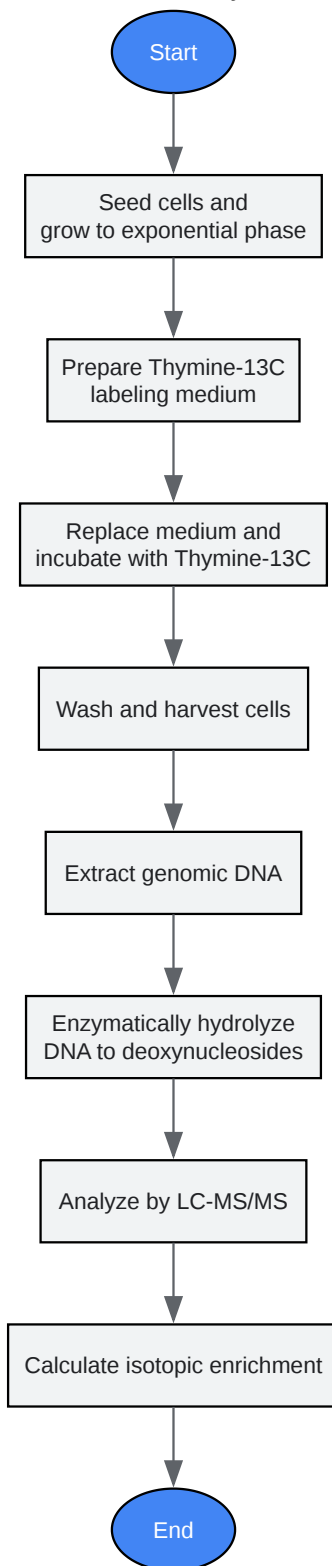 Start
Seed cells and
grow to exponential phase
Prepare Thymine-13C
labeling medium
Replace medium and
incubate with Thymine-13C
Wash and harvest cells
Extract genomic DNA
Enzymatically hydrolyze
DNA to deoxynucleosides
Analyze by LC-MS/MS
Calculate isotopic enrichment
End